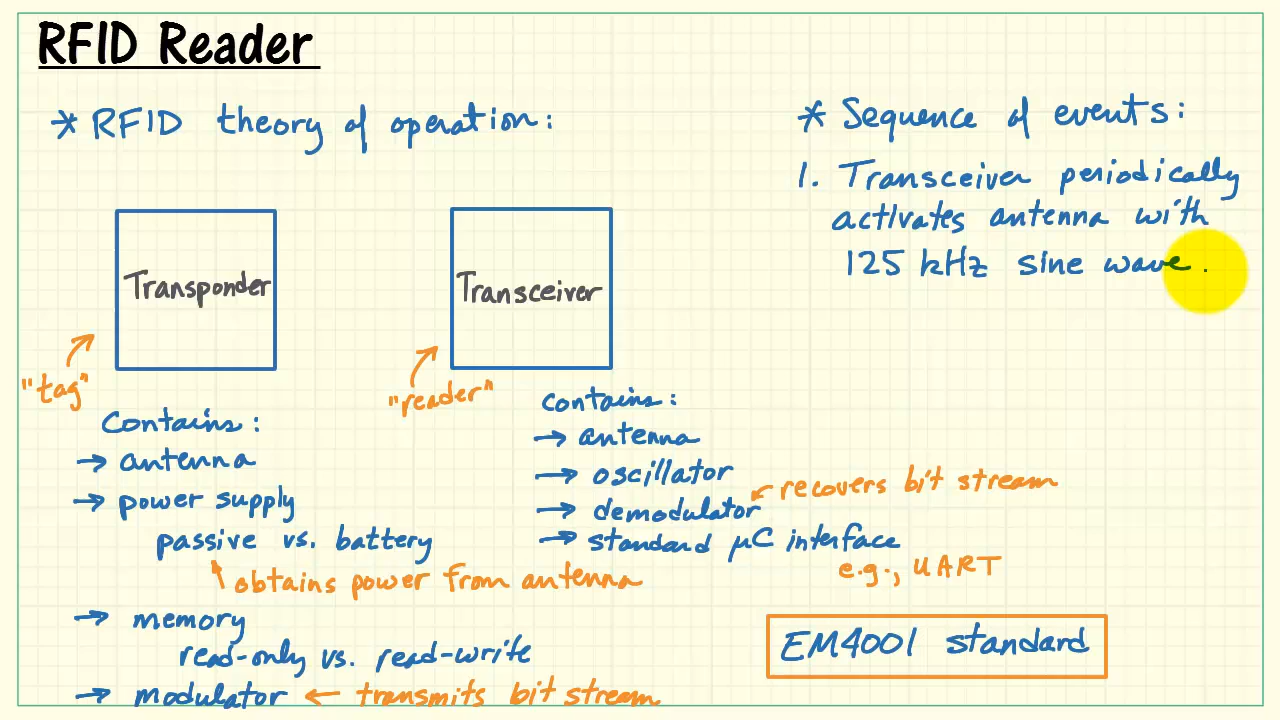 RFID Reader
* RFID theory of operation:
Transponder
"tag"
Contains:
→ antenna
→ power supply
passive vs. battery
obtains power from antenna
→ memory
read-only vs. read-write
→ modulator ← transmits bit stream
Transceiver
"reader"
contains:
→ antenna
→ oscillator
→ demodulator ← recovers bit stream
→ standard µC interface
e.g., UART
EM4001 standard
* Sequence of events:
1. Transceiver periodically
activates antenna with
125 kHz sine wave.